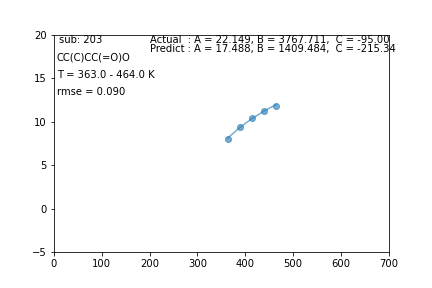 sub: 203
Actual : A = 22.149, B = 3767.711, C = -95.00
Predict : A = 17.488, B = 1409.484, C = -215.34
CC(C)CC(=O)O
T = 363.0 - 464.0 K
rmse = 0.090
20
15
10
5
0
−5
0 100 200 300 400 500 600 700